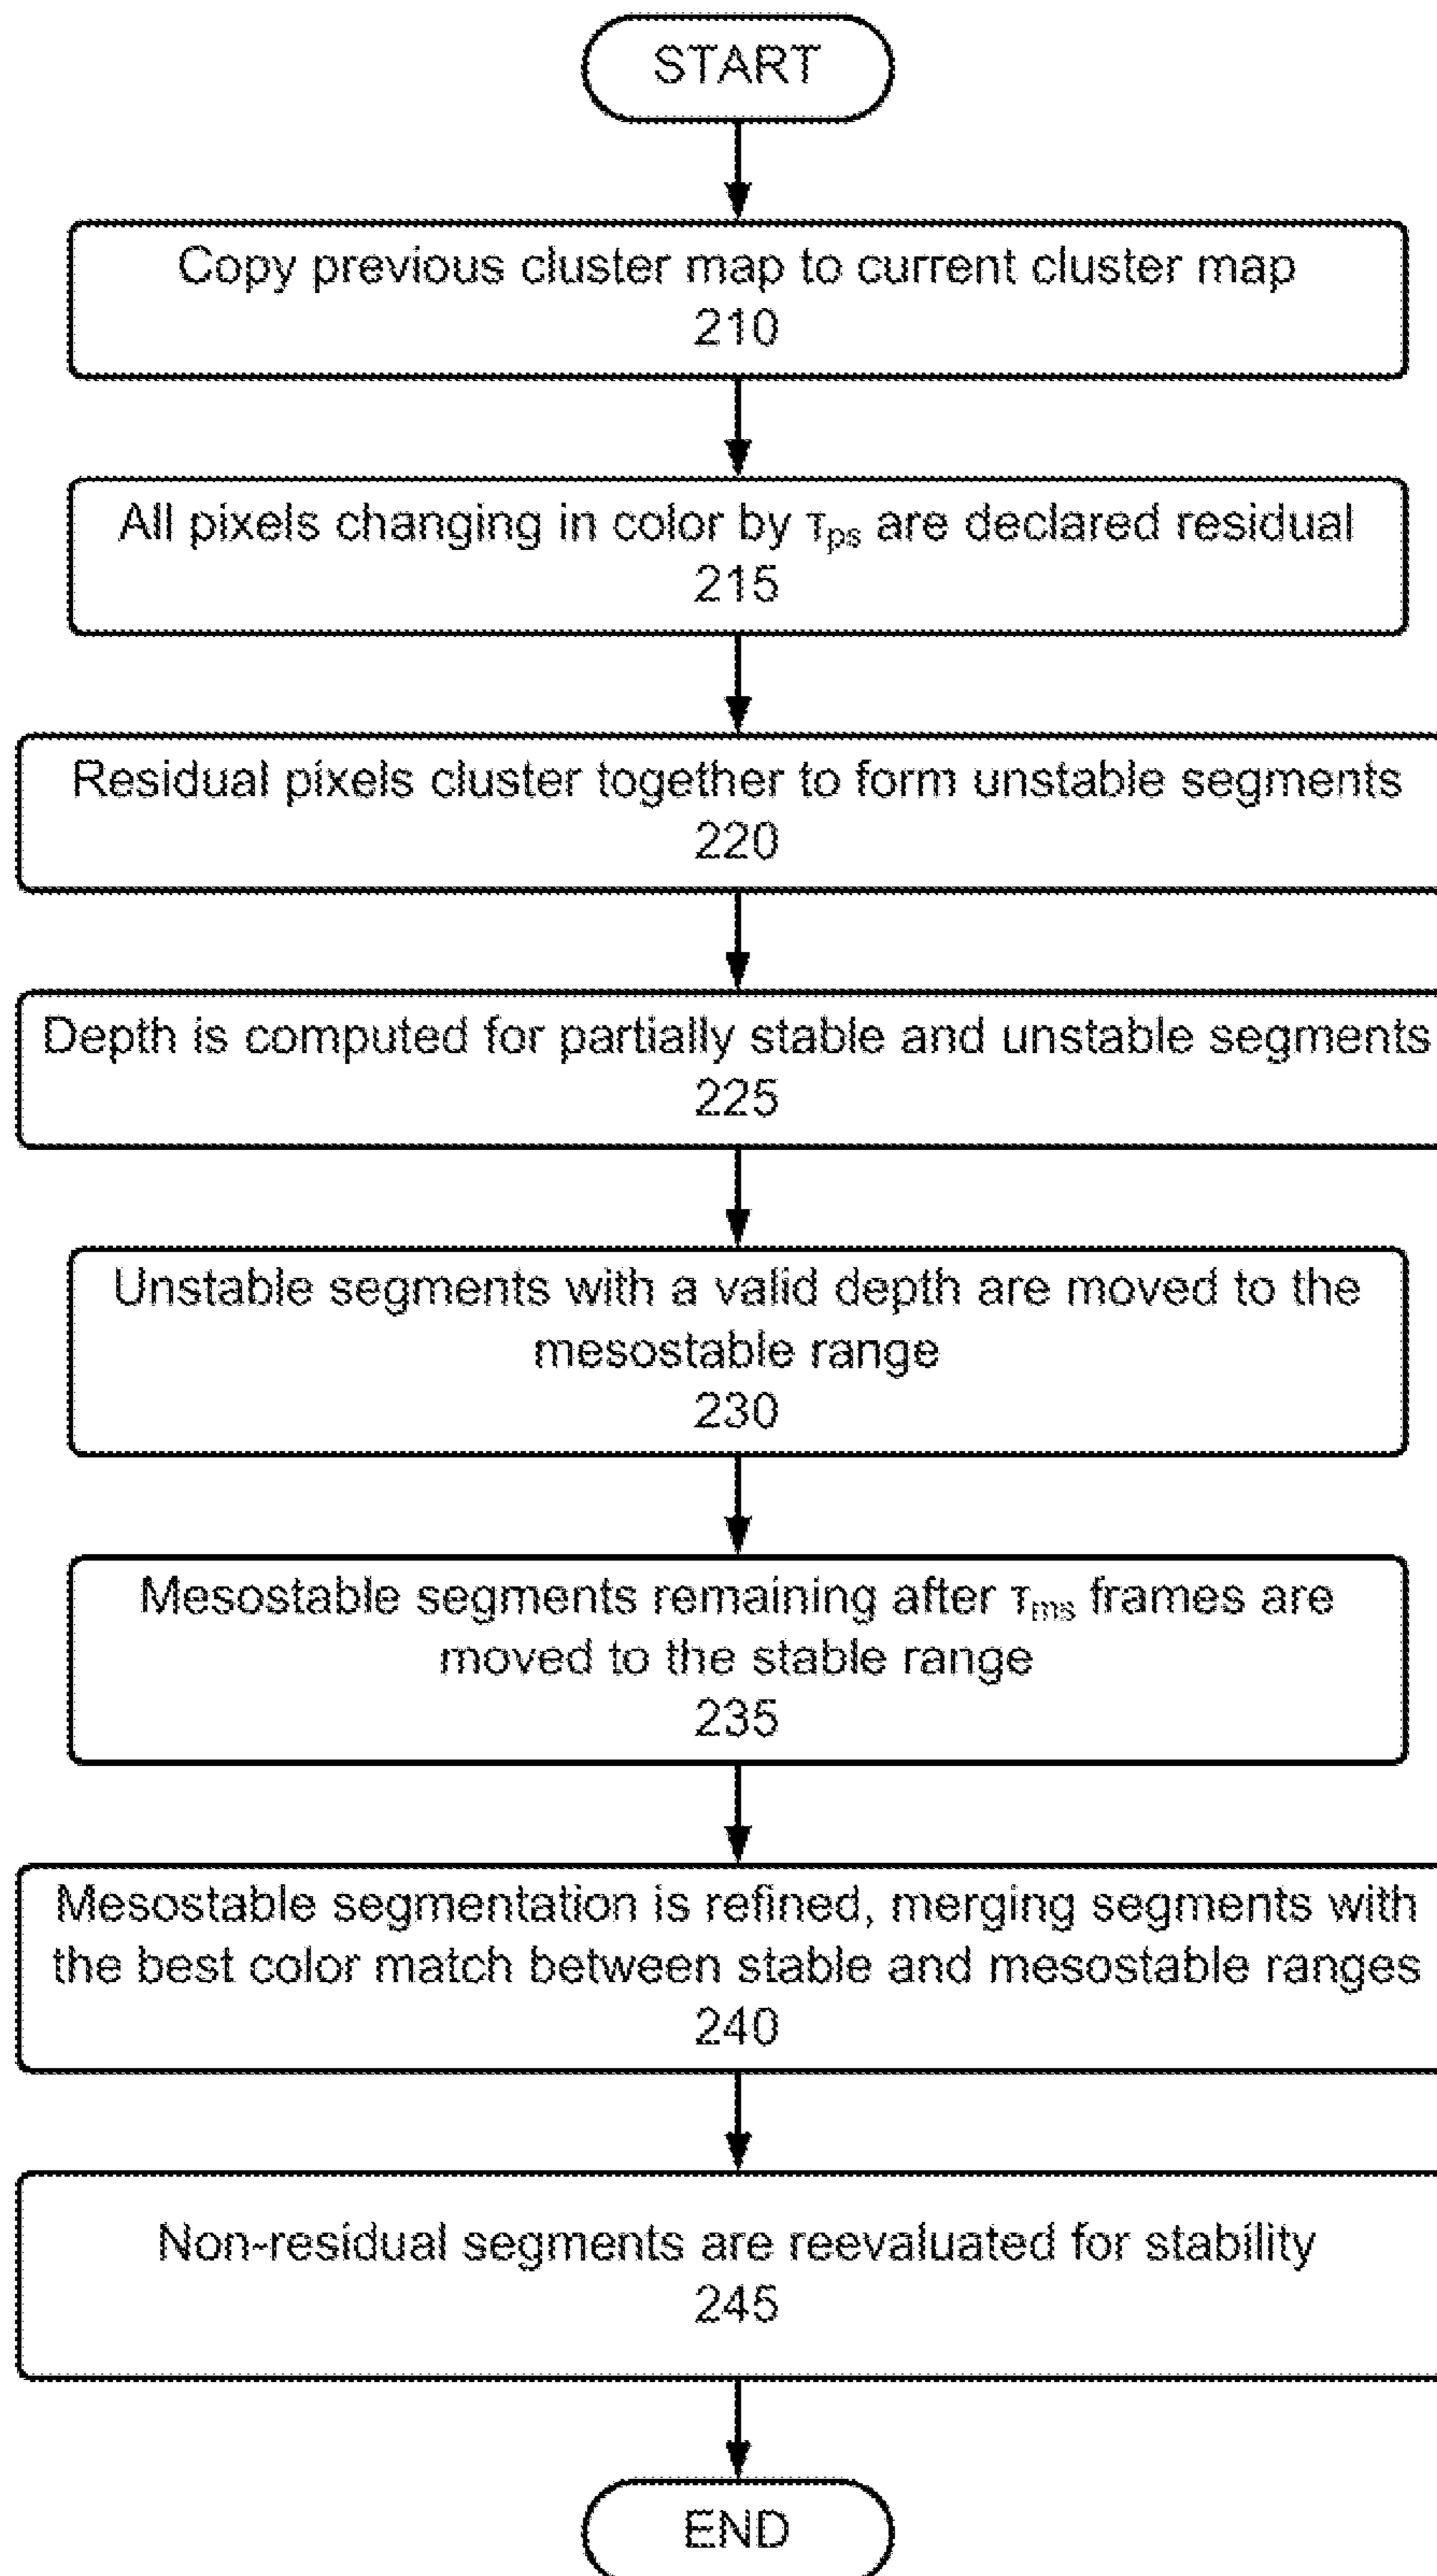 START
Copy previous cluster map to current cluster map
210
All pixels changing in color by τps are declared residual
215
Residual pixels cluster together to form unstable segments
220
Depth is computed for partially stable and unstable segments
225
Unstable segments with a valid depth are moved to the
mesostable range
230
Mesostable segments remaining after τms frames are
moved to the stable range
235
Mesostable segmentation is refined, merging segments with
the best color match between stable and mesostable ranges
240
Non-residual segments are reevaluated for stability
245
END